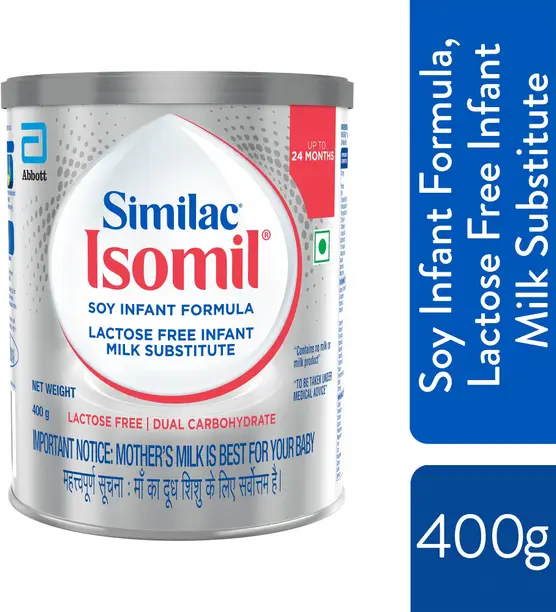 Abbott
UP TO
24 MONTHS
Similac®
Isomil®
SOY INFANT FORMULA
LACTOSE FREE INFANT
MILK SUBSTITUTE
"Contains no milk or
milk product"
"TO BE TAKEN UNDER
MEDICAL ADVICE"
NET WEIGHT
400 g
LACTOSE FREE | DUAL CARBOHYDRATE
IMPORTANT NOTICE: MOTHER'S MILK IS BEST FOR YOUR BABY
महत्त्वपूर्ण सूचना : माँ का दूध शिशु के लिए सर्वोत्तम है।
Soy Infant Formula,
Lactose Free Infant
Milk Substitute
400g